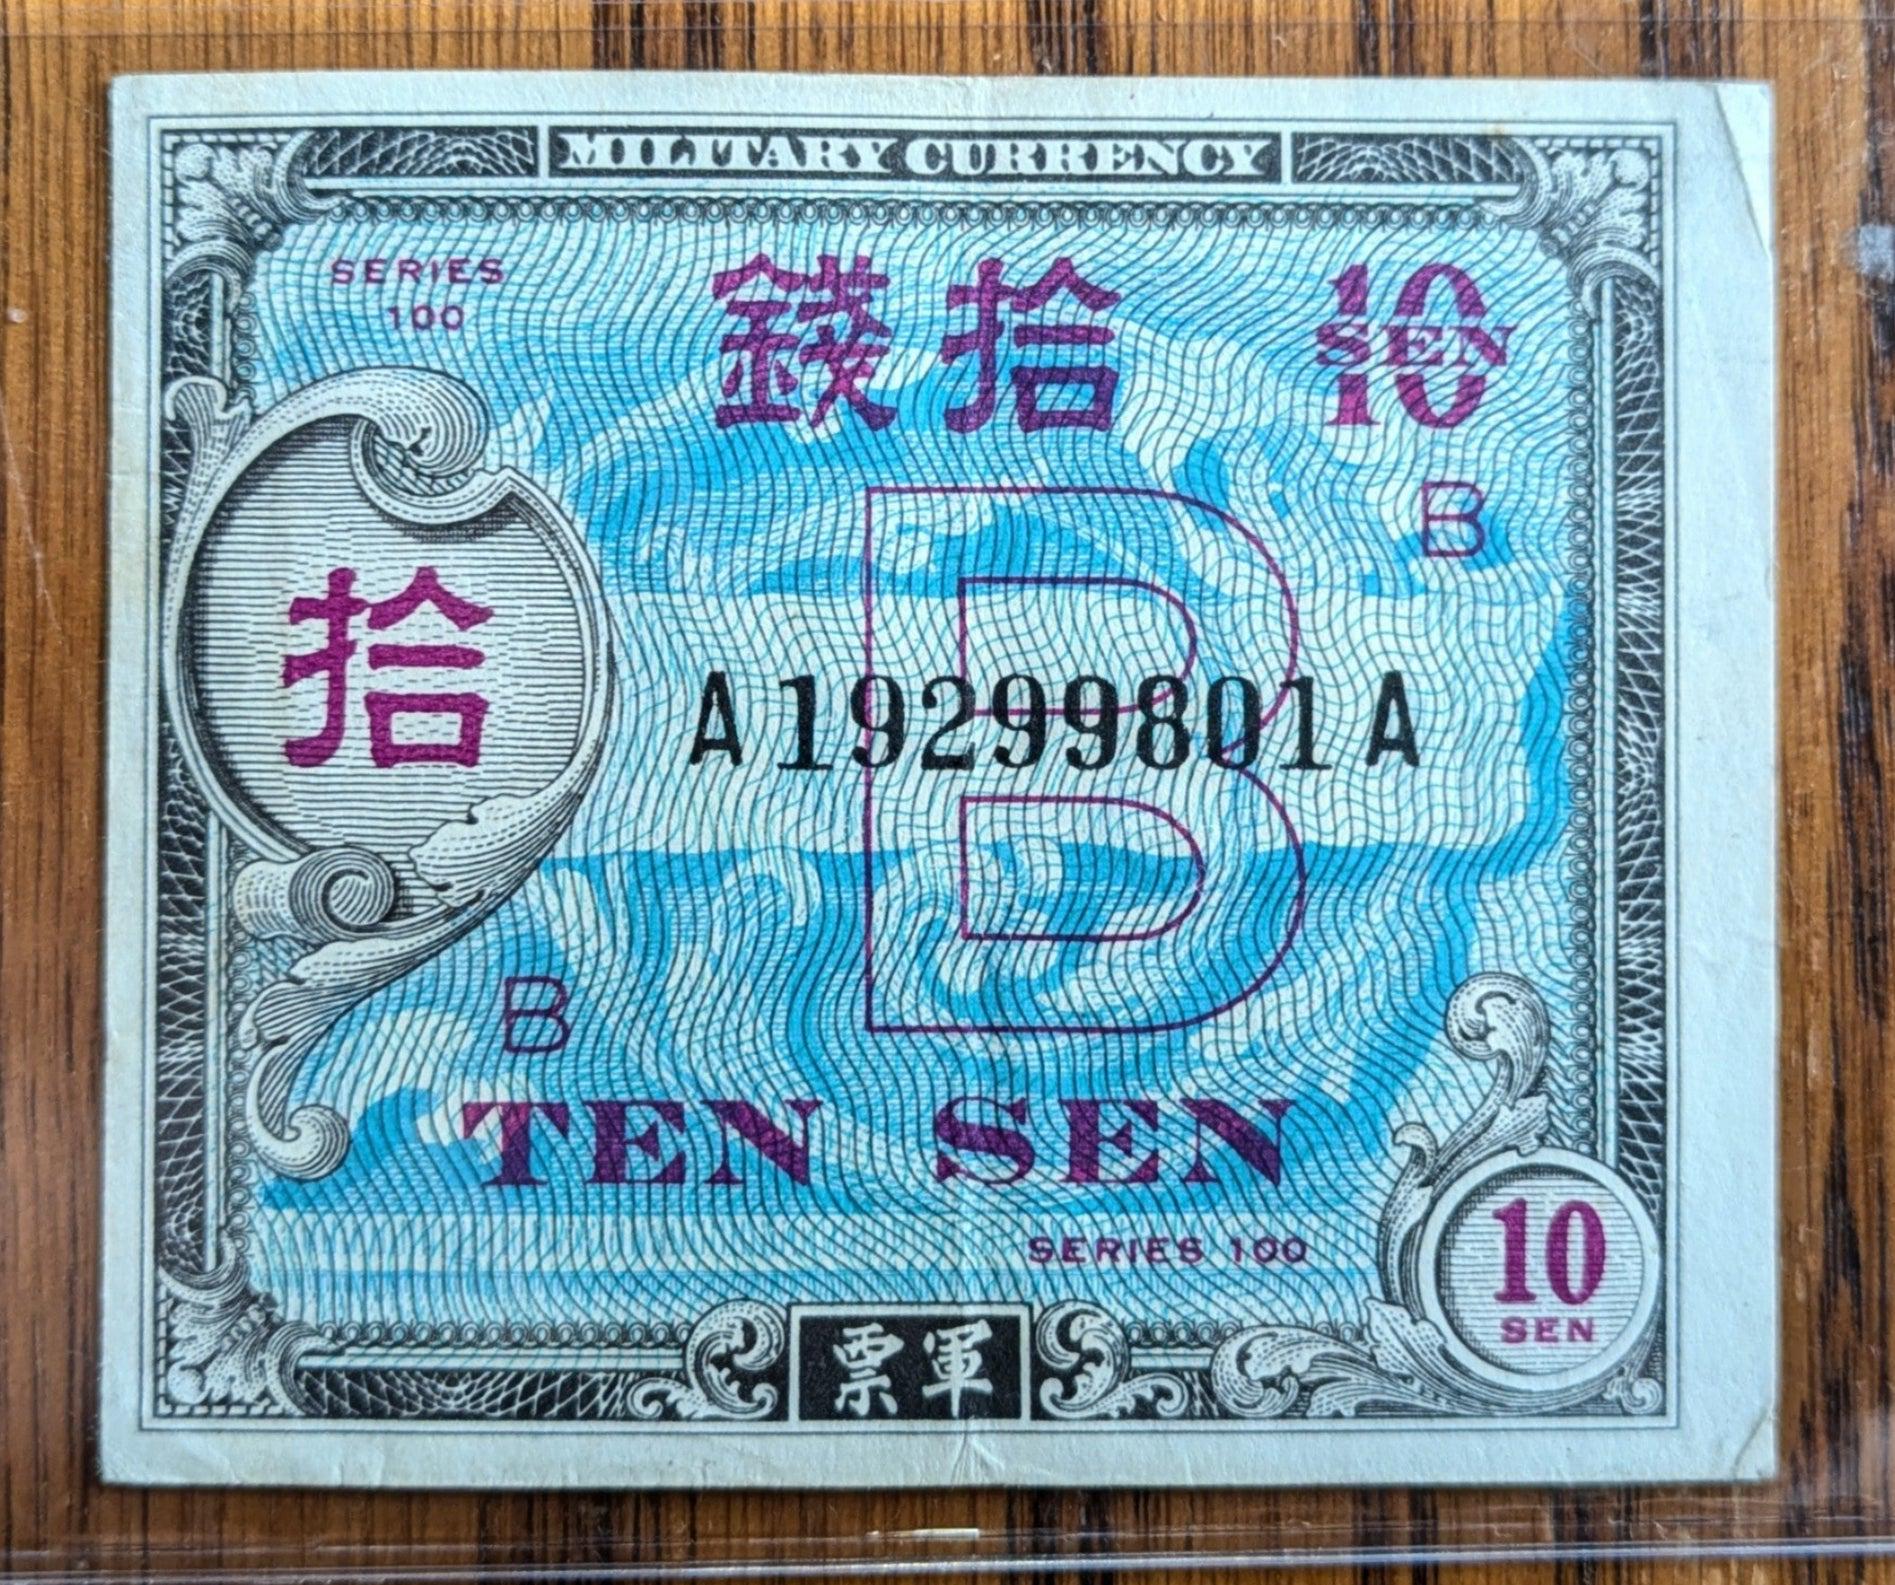 MILITARY CURRENCY
SERIES
100
錢拾
10
SEN
B
B
拾
A19299801A
B
TEN SEN
SERIES 100
10
SEN
票軍